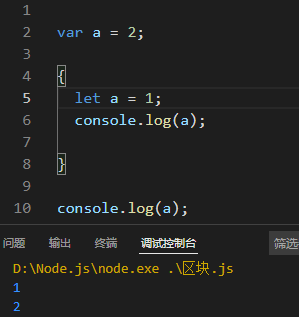 1
2 var a = 2;
3
4 {
5 let a = 1;
6 console.log(a);
7
8 }
9
10 console.log(a);
问题 输出 终端 调试控制台 筛选
D:\Node.js\node.exe .\区块.js
1
2